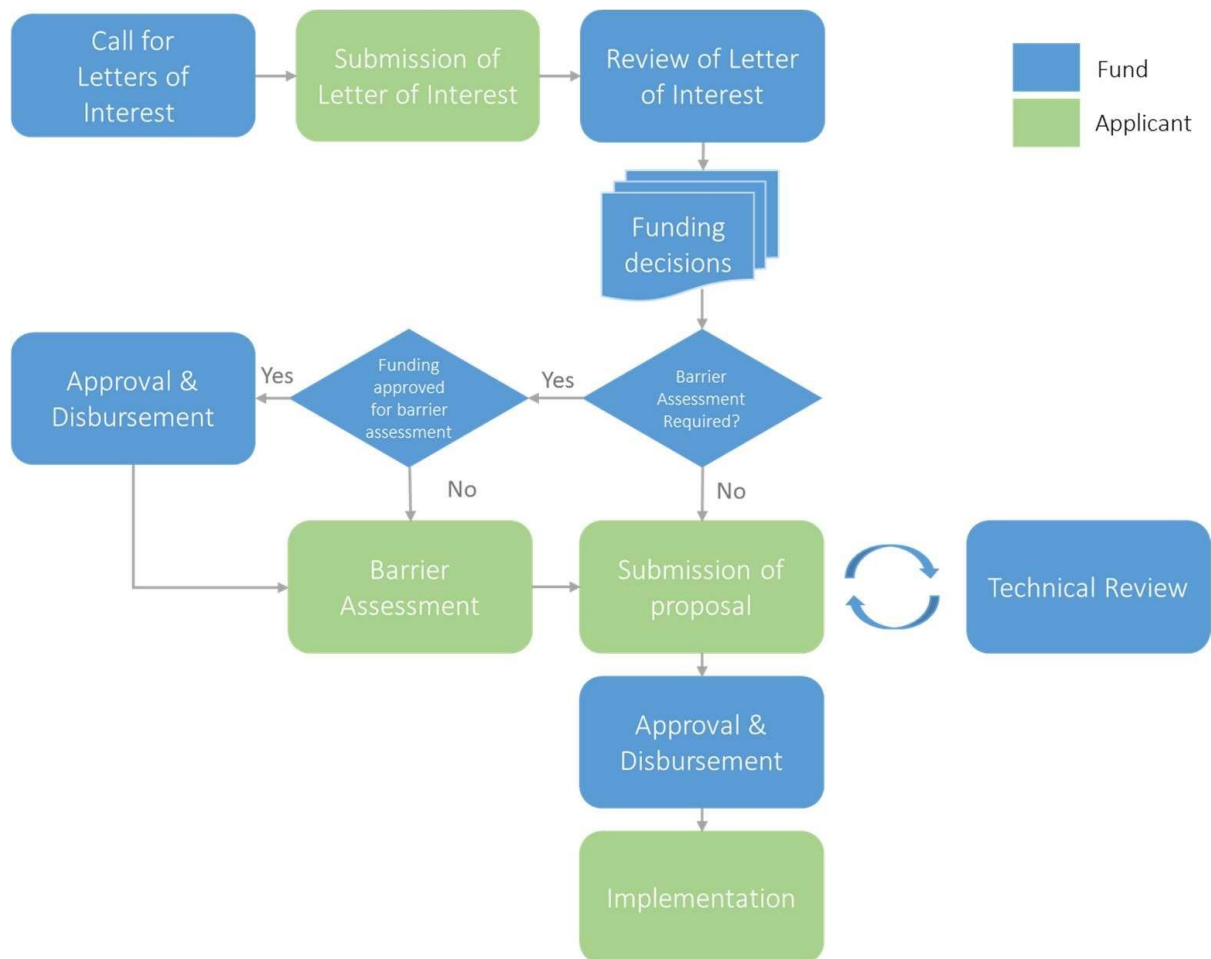 Call for
Letters of
Interest
Submission of
Letter of Interest
Review of Letter
of Interest
Fund
Applicant
Funding
decisions
Approval &
Disbursement
Yes
Funding
approved
for barrier
assessment
Yes
Barrier
Assessment
Required?
No
No
Barrier
Assessment
Submission of
proposal
Technical Review
Approval &
Disbursement
Implementation